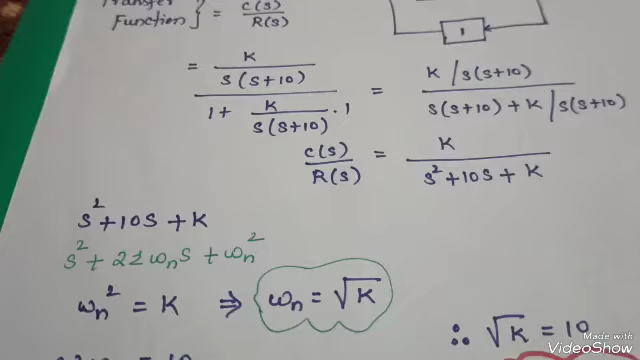 Transfer C(s)
Function } = R(s)
1
= K / s(s+10) / 1 + K / s(s+10) . 1 = K / s(s+10) / s(s+10) + K / s(s+10)
C(s) / R(s) = K / s² + 10s + K
s² + 10s + K
s² + 2ζωns + ωn²
ωn² = K ⇒ ωn = √K
∴ √K = 10
Made with
VideoShow